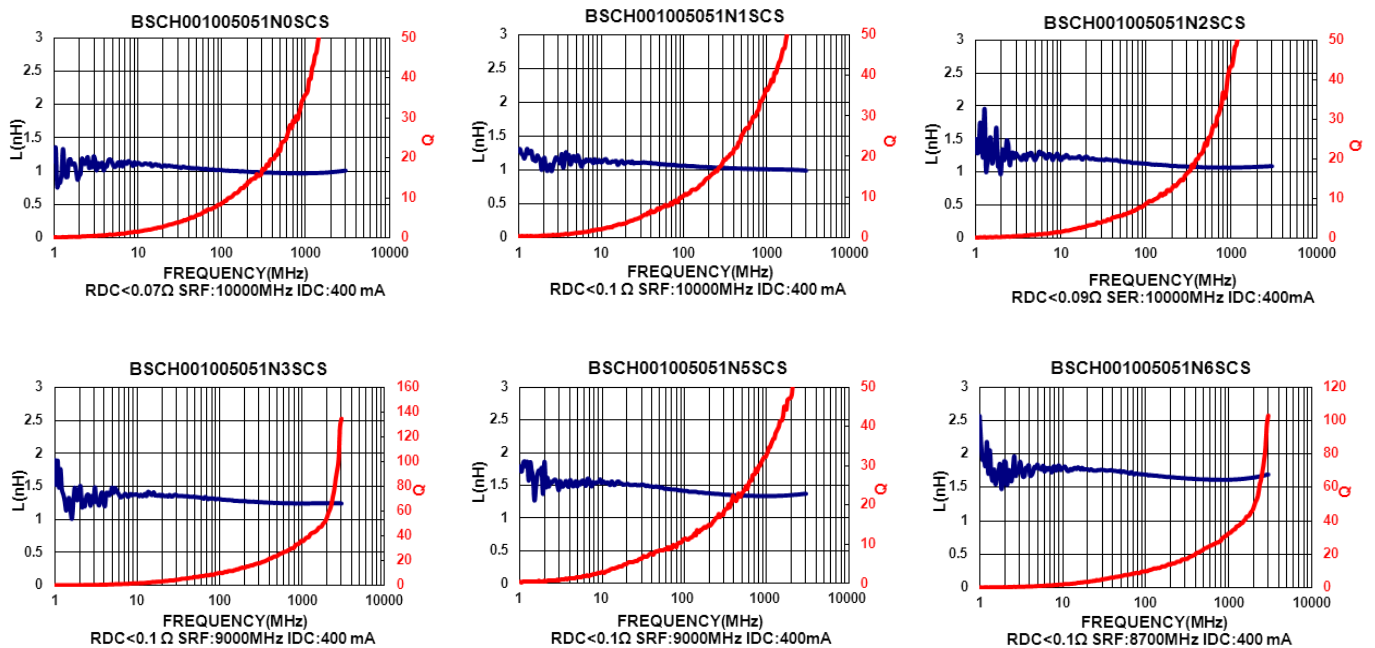 BSCH001005051N0SCS
3
2.5
2
1.5
1
0.5
0
L(nH)
50
40
30
20
10
0
Q
1 10 100 1000 10000
FREQUENCY(MHz)
RDC<0.07Ω SRF:10000MHz IDC:400 mA
BSCH001005051N1SCS
3
2.5
2
1.5
1
0.5
0
L(nH)
50
40
30
20
10
0
Q
1 10 100 1000 10000
FREQUENCY(MHz)
RDC<0.1 Ω SRF:10000MHz IDC:400 mA
BSCH001005051N2SCS
3
2.5
2
1.5
1
0.5
0
L(nH)
50
40
30
20
10
0
Q
1 10 100 1000 10000
FREQUENCY(MHz)
RDC<0.09Ω SER:10000MHz IDC:400mA
BSCH001005051N3SCS
3
2.5
2
1.5
1
0.5
0
L(nH)
160
140
120
100
80
60
40
20
0
Q
1 10 100 1000 10000
FREQUENCY(MHz)
RDC<0.1 Ω SRF:9000MHz IDC:400 mA
BSCH001005051N5SCS
3
2.5
2
1.5
1
0.5
0
L(nH)
50
40
30
20
10
0
Q
1 10 100 1000 10000
FREQUENCY(MHz)
RDC<0.1Ω SRF:9000MHz IDC:400mA
BSCH001005051N6SCS
3
2.5
2
1.5
1
0.5
0
L(nH)
120
100
80
60
40
20
0
Q
1 10 100 1000 10000
FREQUENCY(MHz)
RDC<0.1Ω SRF:8700MHz IDC:400 mA